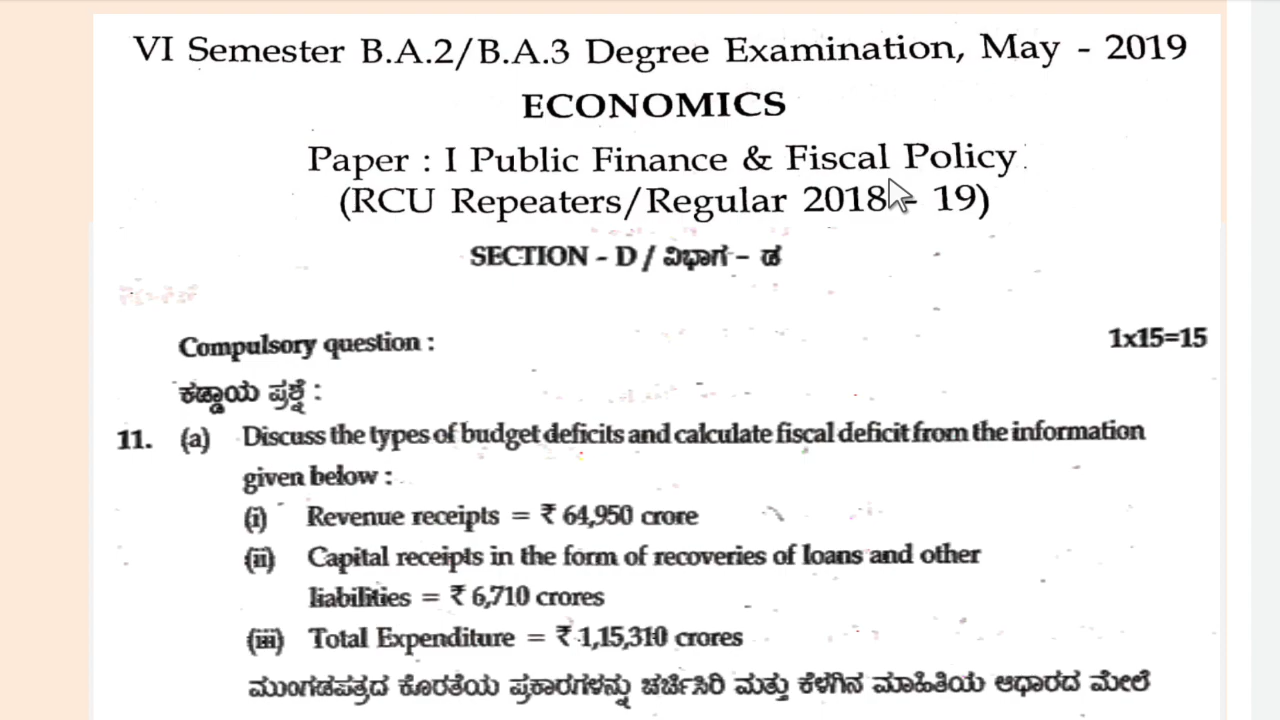 VI Semester B.A.2/B.A.3 Degree Examination, May - 2019
ECONOMICS
Paper : I Public Finance & Fiscal Policy
(RCU Repeaters/Regular 2018 - 19)
SECTION - D / ವಿಭಾಗ - ಡ
Compulsory question : 1x15=15
ಕಡ್ಡಾಯ ಪ್ರಶ್ನೆ :
11. (a) Discuss the types of budget deficits and calculate fiscal deficit from the information
given below :
(i) Revenue receipts = ₹ 64,950 crore
(ii) Capital receipts in the form of recoveries of loans and other
liabilities = ₹ 6,710 crores
(iii) Total Expenditure = ₹ 1,15,310 crores
ಮುಂಗಡಪತ್ರದ ಕೊರತೆಯ ಪ್ರಕಾರಗಳನ್ನು ಚರ್ಚಿಸಿರಿ ಮತ್ತು ಕೆಳಗಿನ ಮಾಹಿತಿಯ ಆಧಾರದ ಮೇಲೆ